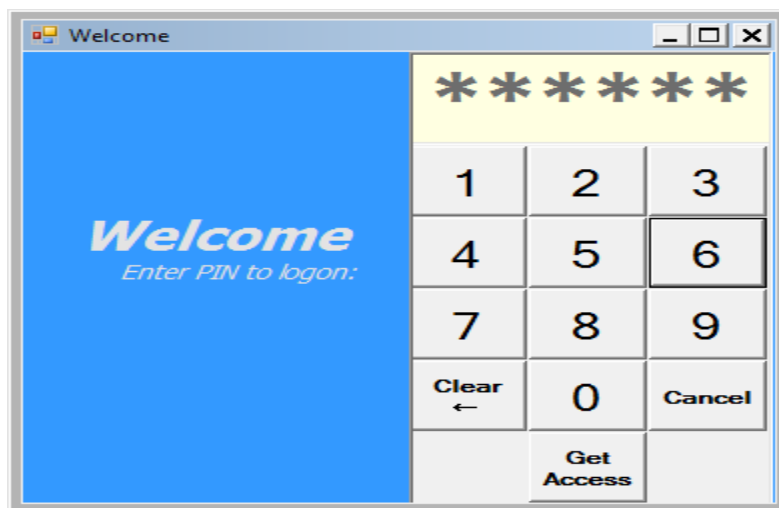 Welcome
******
Welcome
Enter PIN to logon:
1 2 3
4 5 6
7 8 9
Clear 0 Cancel
←
Get
Access